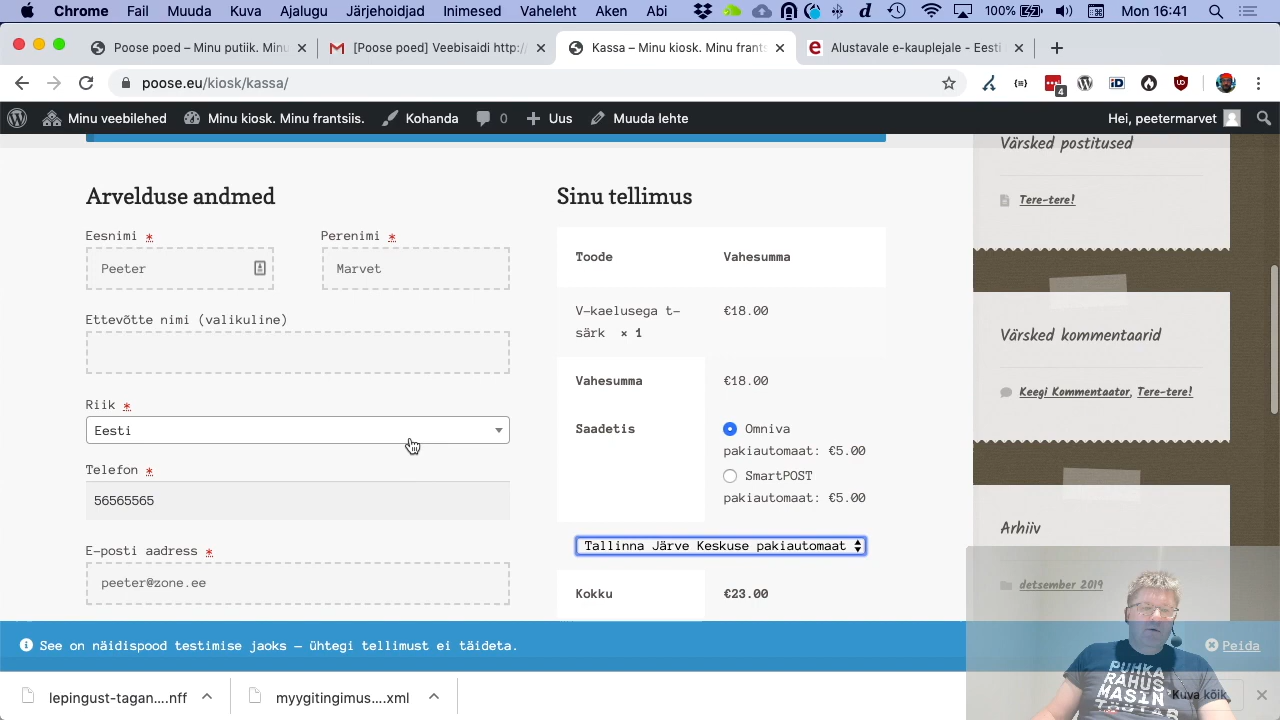 Chrome Fail Muuda Kuva Ajalugu Järjehoidjad Inimesed Vaheleht Aken Abi 100% Mon 16:41
Poose poed – Minu putiik. Minu
[Poose poed] Veebisaidi http:/
Kassa – Minu kiosk. Minu frants
Alustavale e-kauplejale - Eesti
poose.eu/kiosk/kassa/
4
Minu veebilehed Minu kiosk. Minu frantsiis. Kohanda 0 Uus Muuda lehte Hei, peetermarvet
Arvelduse andmed
Eesnimi * Perenimi *
Peeter Marvet
Ettevõtte nimi (valikuline)
Riik *
Eesti
Telefon *
56565565
E-posti aadress *
peeter@zone.ee
Sinu tellimus
Toode Vahesumma
V-kaelusega t-
särk × 1 €18.00
Vahesumma €18.00
Saadetis Omniva
pakiautomaat: €5.00
SmartPOST
pakiautomaat: €5.00
Tallinna Järve Keskuse pakiautomaat
Kokku €23.00
Värsked postitused
Tere-tere!
Värsked kommentaarid
Keegi Kommentaator, Tere-tere!
Arhiiv
detsember 2019
See on näidispood testimise jaoks — ühtegi tellimust ei täideta.
Peida
lepingust-tagan....nff
myygitingimus....xml
Kuva kõik
PUHKA
RAHUS
MASIN